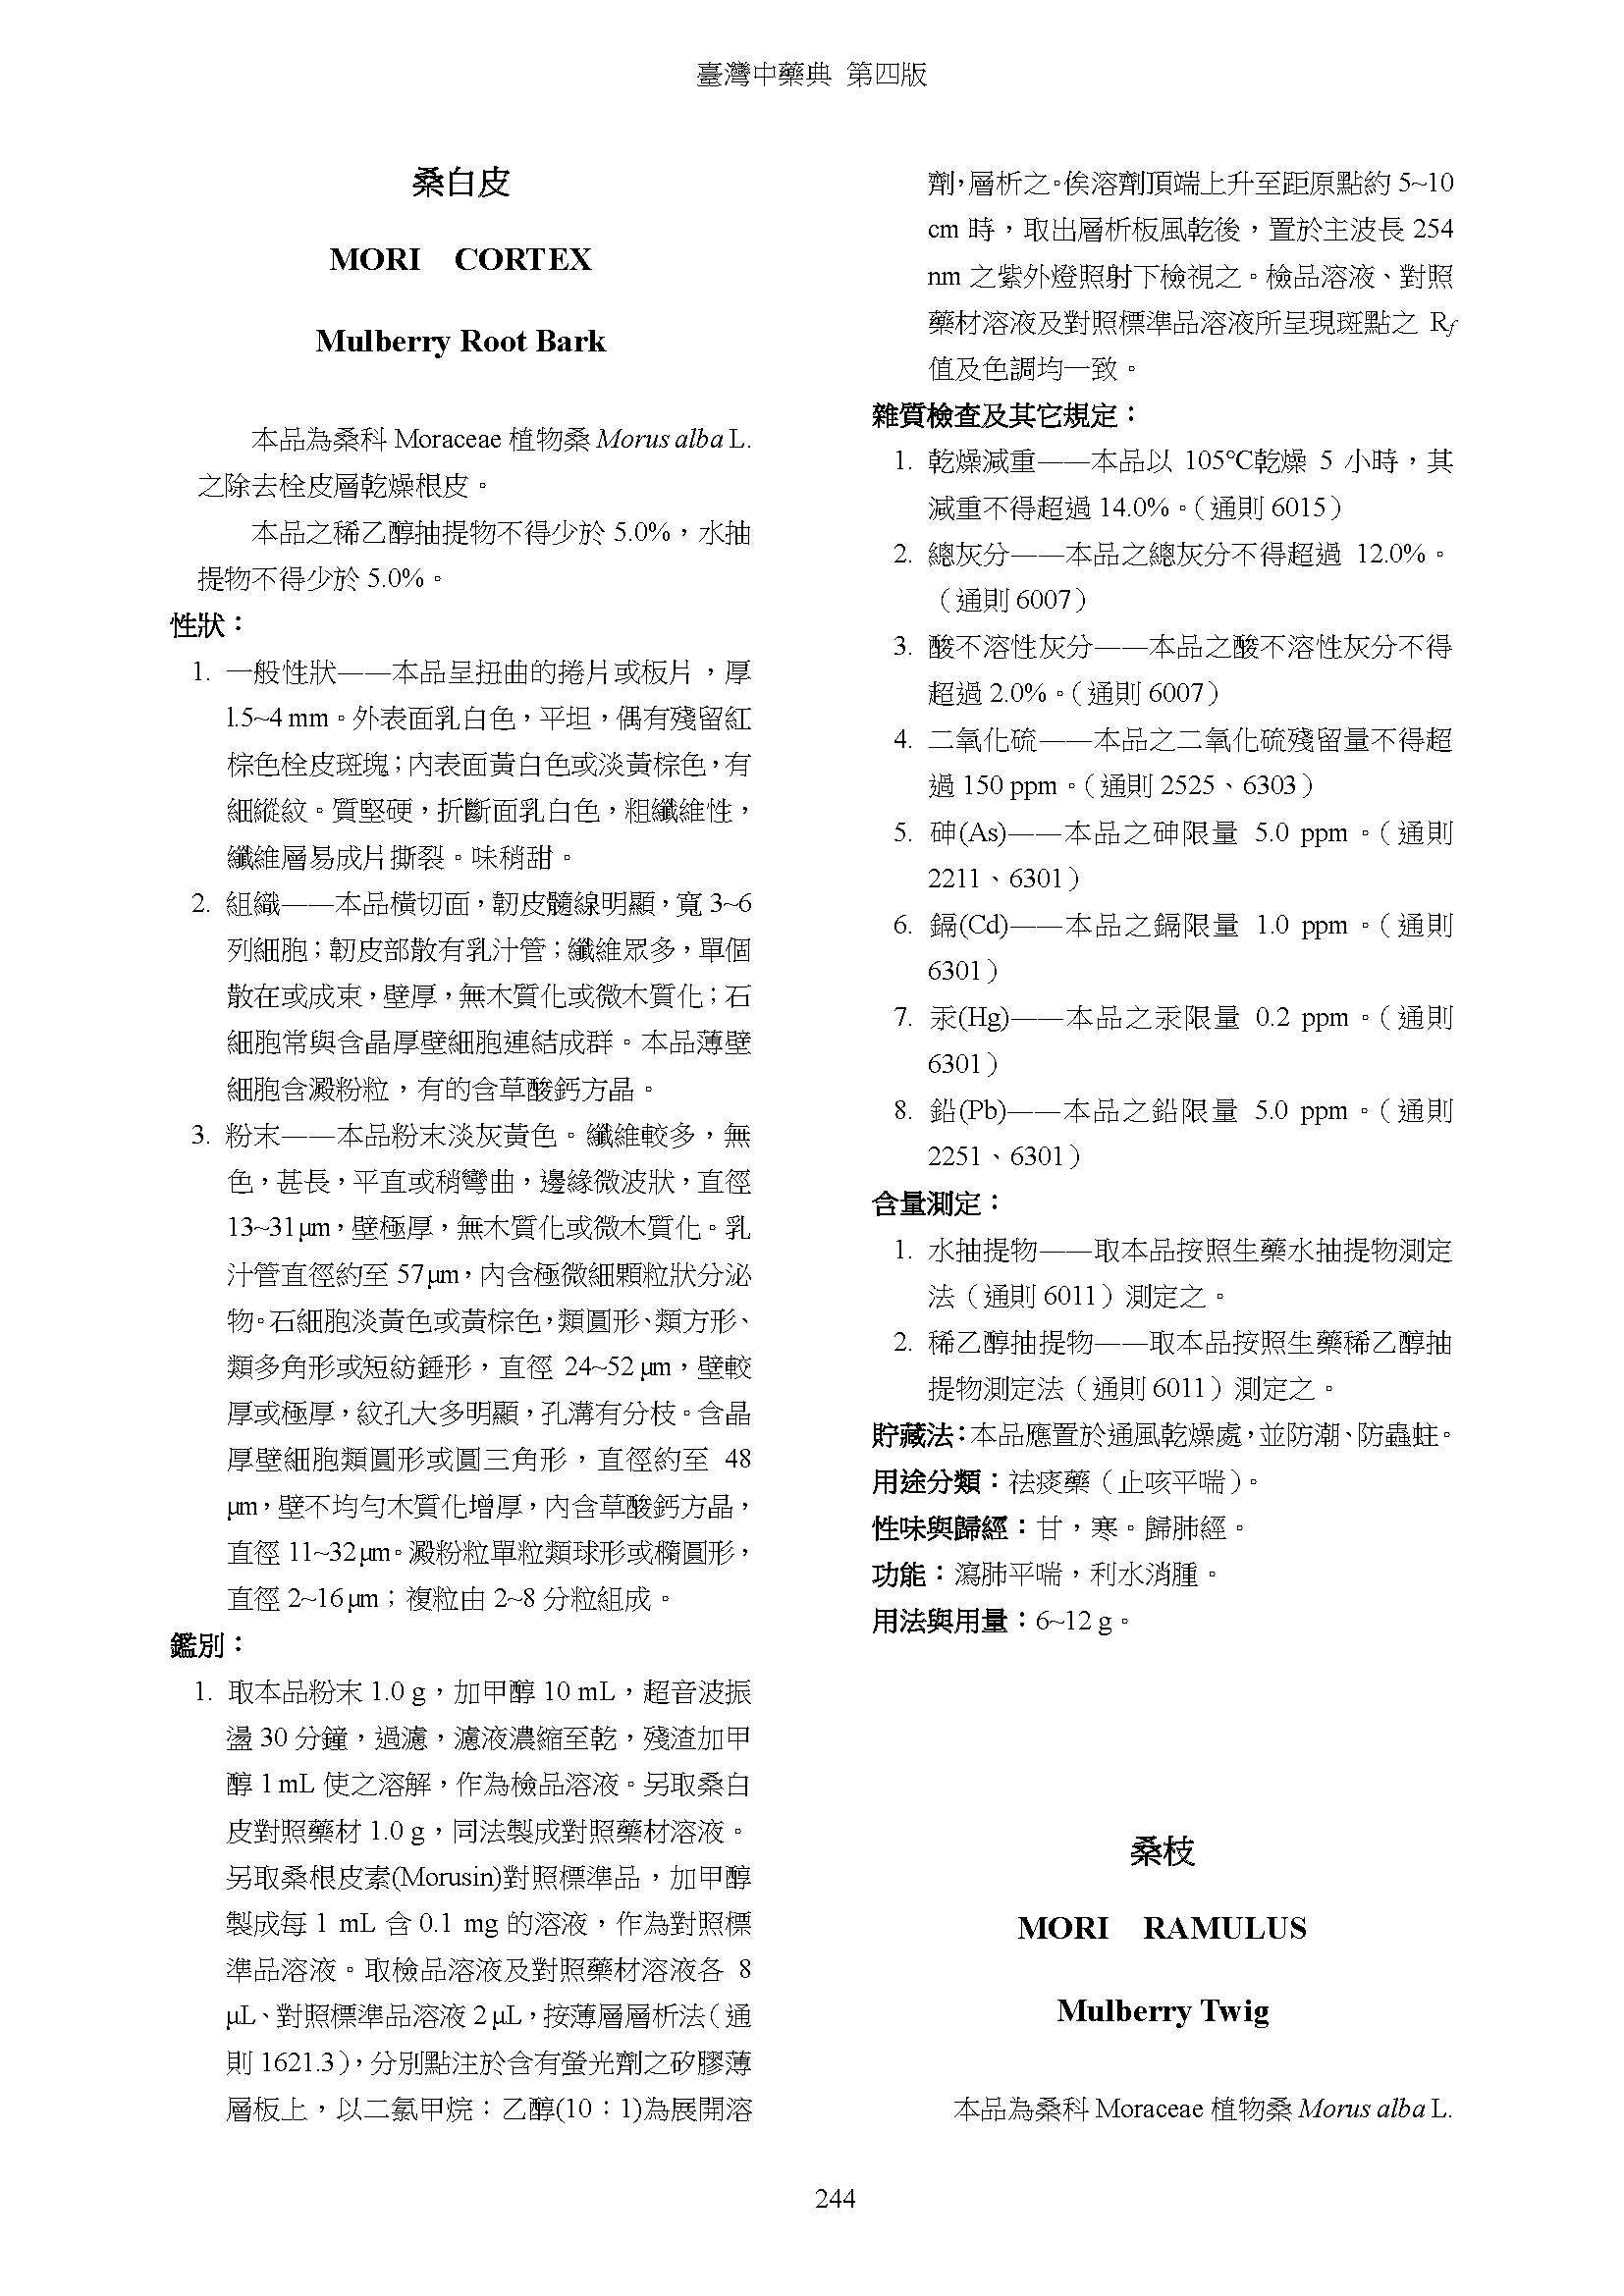 臺灣中藥典 第四版
桑白皮
MORI CORTEX
Mulberry Root Bark
本品為桑科 Moraceae 植物桑 Morus alba L.
之除去栓皮層乾燥根皮。
本品之稀乙醇抽提物不得少於 5.0%，水抽
提物不得少於 5.0%。
性狀：
1. 一般性狀——本品呈扭曲的捲片或板片，厚
1.5~4 mm。外表面乳白色，平坦，偶有殘留紅
棕色栓皮斑塊；內表面黃白色或淡黃棕色，有
細縱紋。質堅硬，折斷面乳白色，粗纖維性，
纖維層易成片撕裂。味稍甜。
2. 組織——本品橫切面，韌皮髓線明顯，寬 3~6
列細胞；韌皮部散有乳汁管；纖維眾多，單個
散在或成束，壁厚，無木質化或微木質化；石
細胞常與含晶厚壁細胞連結成群。本品薄壁
細胞含澱粉粒，有的含草酸鈣方晶。
3. 粉末——本品粉末淡灰黃色。纖維較多，無
色，甚長，平直或稍彎曲，邊緣微波狀，直徑
13~31 μm，壁極厚，無木質化或微木質化。乳
汁管直徑約至 57 μm，內含極微細顆粒狀分泌
物。石細胞淡黃色或黃棕色，類圓形、類方形、
類多角形或短紡錘形，直徑 24~52 μm，壁較
厚或極厚，紋孔大多明顯，孔溝有分枝。含晶
厚壁細胞類圓形或圓三角形，直徑約至 48
μm，壁不均勻木質化增厚，內含草酸鈣方晶，
直徑 11~32 μm。澱粉粒單粒類球形或橢圓形，
直徑 2~16 μm；複粒由 2~8 分粒組成。
鑑別：
1. 取本品粉末 1.0 g，加甲醇 10 mL，超音波振
盪 30 分鐘，過濾，濾液濃縮至乾，殘渣加甲
醇 1 mL 使之溶解，作為檢品溶液。另取桑白
皮對照藥材 1.0 g，同法製成對照藥材溶液。
另取桑根皮素(Morusin)對照標準品，加甲醇
製成每 1 mL 含 0.1 mg 的溶液，作為對照標
準品溶液。取檢品溶液及對照藥材溶液各 8
μL、對照標準品溶液 2 μL，按薄層層析法（通
則 1621.3），分別點注於含有螢光劑之矽膠薄
層板上，以二氯甲烷：乙醇(10：1)為展開溶
劑，層析之。俟溶劑頂端上升至距原點約 5~10
cm 時，取出層析板風乾後，置於主波長 254
nm 之紫外燈照射下檢視之。檢品溶液、對照
藥材溶液及對照標準品溶液所呈現斑點之 Rf
值及色調均一致。
雜質檢查及其它規定：
1. 乾燥減重——本品以 105℃乾燥 5 小時，其
減重不得超過 14.0%。（通則 6015）
2. 總灰分——本品之總灰分不得超過 12.0%。
（通則 6007）
3. 酸不溶性灰分——本品之酸不溶性灰分不得
超過 2.0%。（通則 6007）
4. 二氧化硫——本品之二氧化硫殘留量不得超
過 150 ppm。（通則 2525、6303）
5. 砷(As)——本品之砷限量 5.0 ppm。（通則
2211、6301）
6. 鎘(Cd)——本品之鎘限量 1.0 ppm。（通則
6301）
7. 汞(Hg)——本品之汞限量 0.2 ppm。（通則
6301）
8. 鉛(Pb)——本品之鉛限量 5.0 ppm。（通則
2251、6301）
含量測定：
1. 水抽提物——取本品按照生藥水抽提物測定
法（通則 6011）測定之。
2. 稀乙醇抽提物——取本品按照生藥稀乙醇抽
提物測定法（通則 6011）測定之。
貯藏法：本品應置於通風乾燥處，並防潮、防蟲蛀。
用途分類：祛痰藥（止咳平喘）。
性味與歸經：甘，寒。歸肺經。
功能：瀉肺平喘，利水消腫。
用法與用量：6~12 g。
桑枝
MORI RAMULUS
Mulberry Twig
本品為桑科 Moraceae 植物桑 Morus alba L.
244